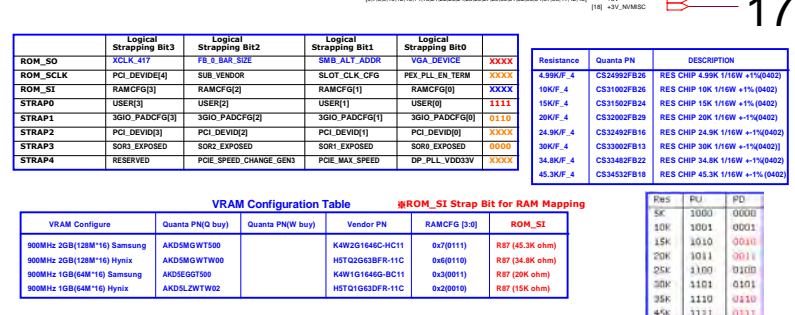 [18] +3V_NVMISC
17
Logical Strapping Bit3 Logical Strapping Bit2 Logical Strapping Bit1 Logical Strapping Bit0
ROM_SO XCLK_417 FB_0_BAR_SIZE SMB_ALT_ADDR VGA_DEVICE XXXX
ROM_SCLK PCI_DEVIDE[4] SUB_VENDOR SLOT_CLK_CFG PEX_PLL_EN_TERM XXXX
ROM_SI RAMCFG[3] RAMCFG[2] RAMCFG[1] RAMCFG[0] XXXX
STRAP0 USER[3] USER[2] USER[1] USER[0] 1111
STRAP1 3GIO_PADCFG[3] 3GIO_PADCFG[2] 3GIO_PADCFG[1] 3GIO_PADCFG[0] 0110
STRAP2 PCI_DEVID[3] PCI_DEVID[2] PCI_DEVID[1] PCI_DEVID[0] XXXX
STRAP3 SOR3_EXPOSED SOR2_EXPOSED SOR1_EXPOSED SOR0_EXPOSED 0000
STRAP4 RESERVED PCIE_SPEED_CHANGE_GEN3 PCIE_MAX_SPEED DP_PLL_VDD33V XXXX
Resistance Quanta PN DESCRIPTION
4.99K/F_4 CS24992FB26 RES CHIP 4.99K 1/16W +1%(0402)
10K/F_4 CS31002FB26 RES CHIP 10K 1/16W +1%(0402)
15K/F_4 CS31502FB24 RES CHIP 15K 1/16W +1%(0402)
20K/F_4 CS32002FB29 RES CHIP 20K 1/16W +-1%(0402)
24.9K/F_4 CS32492FB16 RES CHIP 24.9K 1/16W +-1%(0402)
30K/F_4 CS33002FB13 RES CHIP 30K 1/16W +-1%(0402)]
34.8K/F_4 CS33482FB22 RES CHIP 34.8K 1/16W +-1%(0402)
45.3K/F_4 CS34532FB18 RES CHIP 45.3K 1/16W +-1%(0402)
VRAM Configuration Table ※ROM_SI Strap Bit for RAM Mapping
VRAM Configure Quanta PN(Q buy) Quanta PN(W buy) Vendor PN RAMCFG [3:0] ROM_SI
900MHz 2GB(128M*16) Samsung AKD5MGWT500 K4W2G1646C-HC11 0x7(0111) R87 (45.3K ohm)
900MHz 2GB(128M*16) Hynix AKD5MGWTW00 H5TQ2G63BFR-11C 0x6(0110) R87 (34.8K ohm)
900MHz 1GB(64M*16) Samsung AKD5EGGT500 K4W1G1646G-BC11 0x3(0011) R87 (20K ohm)
900MHz 1GB(64M*16) Hynix AKD5LZWTW02 H5TQ1G63DFR-11C 0x2(0010) R87 (15K ohm)
Res PU PD
5K 1000 0000
10K 1001 0001
15K 1010 0010
20K 1011 0011
25K 1100 0100
30K 1101 0101
35K 1110 0110
45K 1111 0111